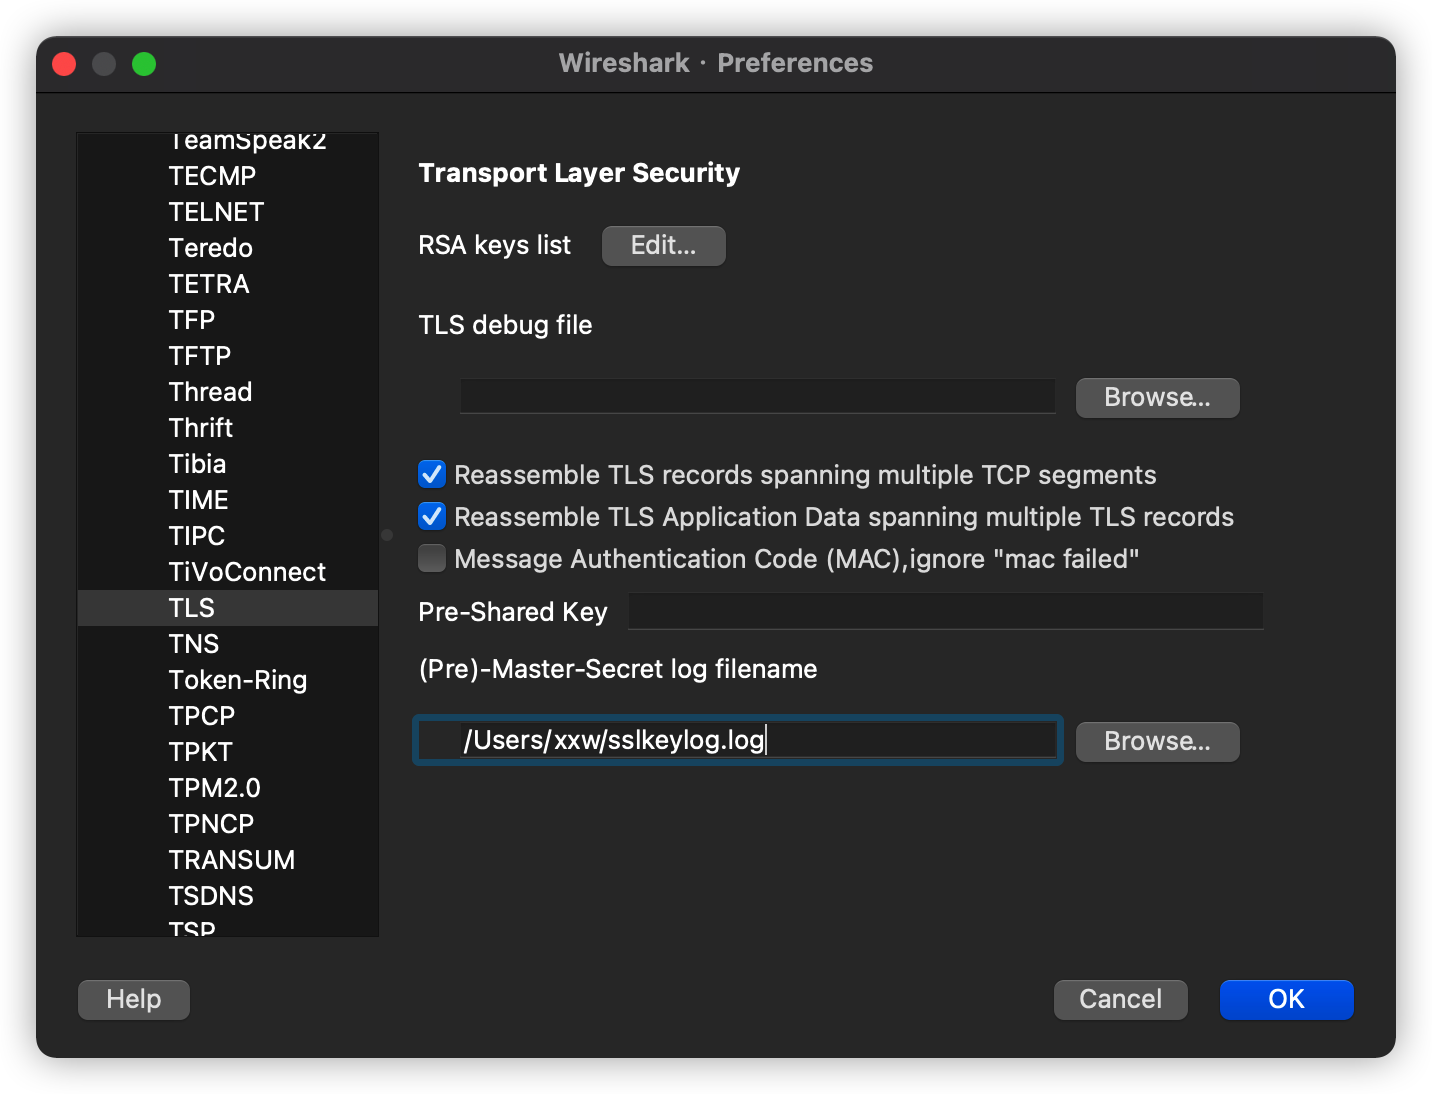 Wireshark · Preferences
TeamSpeak2
TECMP
TELNET
Teredo
TETRA
TFP
TFTP
Thread
Thrift
Tibia
TIME
TIPC
TiVoConnect
TLS
TNS
Token-Ring
TPCP
TPKT
TPM2.0
TPNCP
TRANSUM
TSDNS
TSP
Transport Layer Security
RSA keys list Edit...
TLS debug file
Browse...
Reassemble TLS records spanning multiple TCP segments
Reassemble TLS Application Data spanning multiple TLS records
Message Authentication Code (MAC),ignore "mac failed"
Pre-Shared Key
(Pre)-Master-Secret log filename
/Users/xxw/sslkeylog.log Browse...
Help Cancel OK